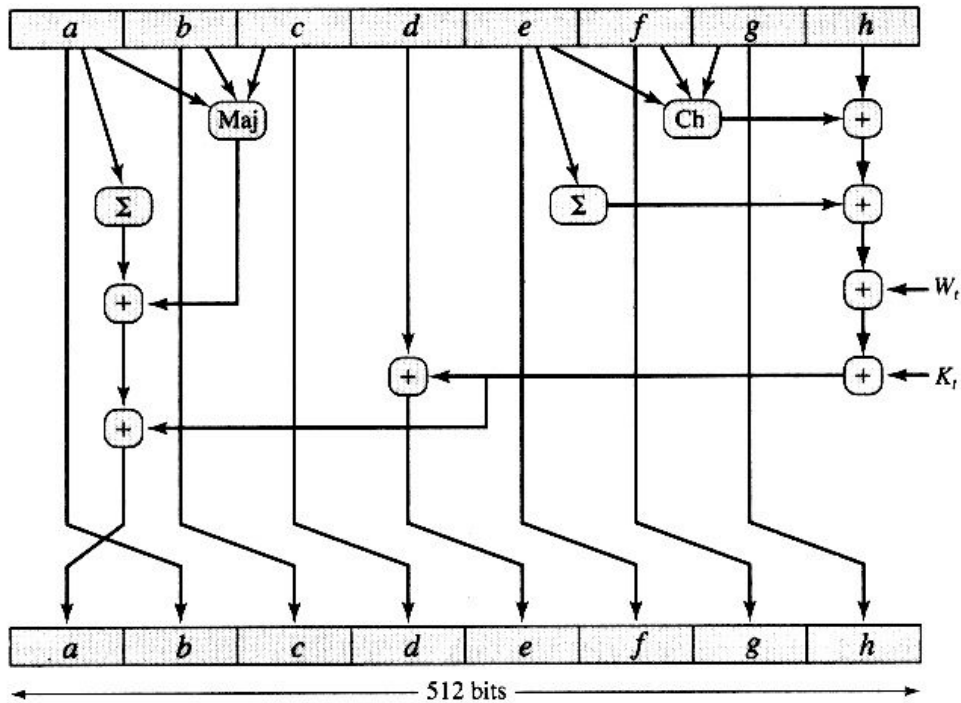 a b c d e f g h
Maj Ch +
Σ Σ +
+ + W_t
+ + K_t
+
a b c d e f g h
512 bits